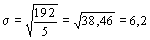 σ = √(192/5) = √38,46 = 6,2